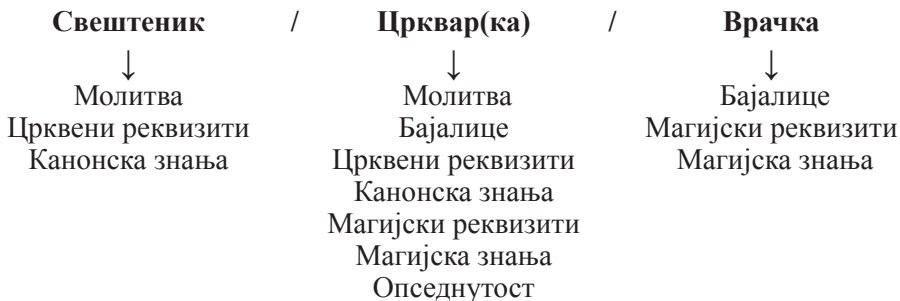 Свештеник / Црквар(ка) / Врачка
↓ ↓ ↓
Молитва Молитва Бајалице
Црквени реквизити Бајалице Магијски реквизити
Канонска знања Црквени реквизити Магијска знања
Канонска знања
Магијски реквизити
Магијска знања
Опседнутост